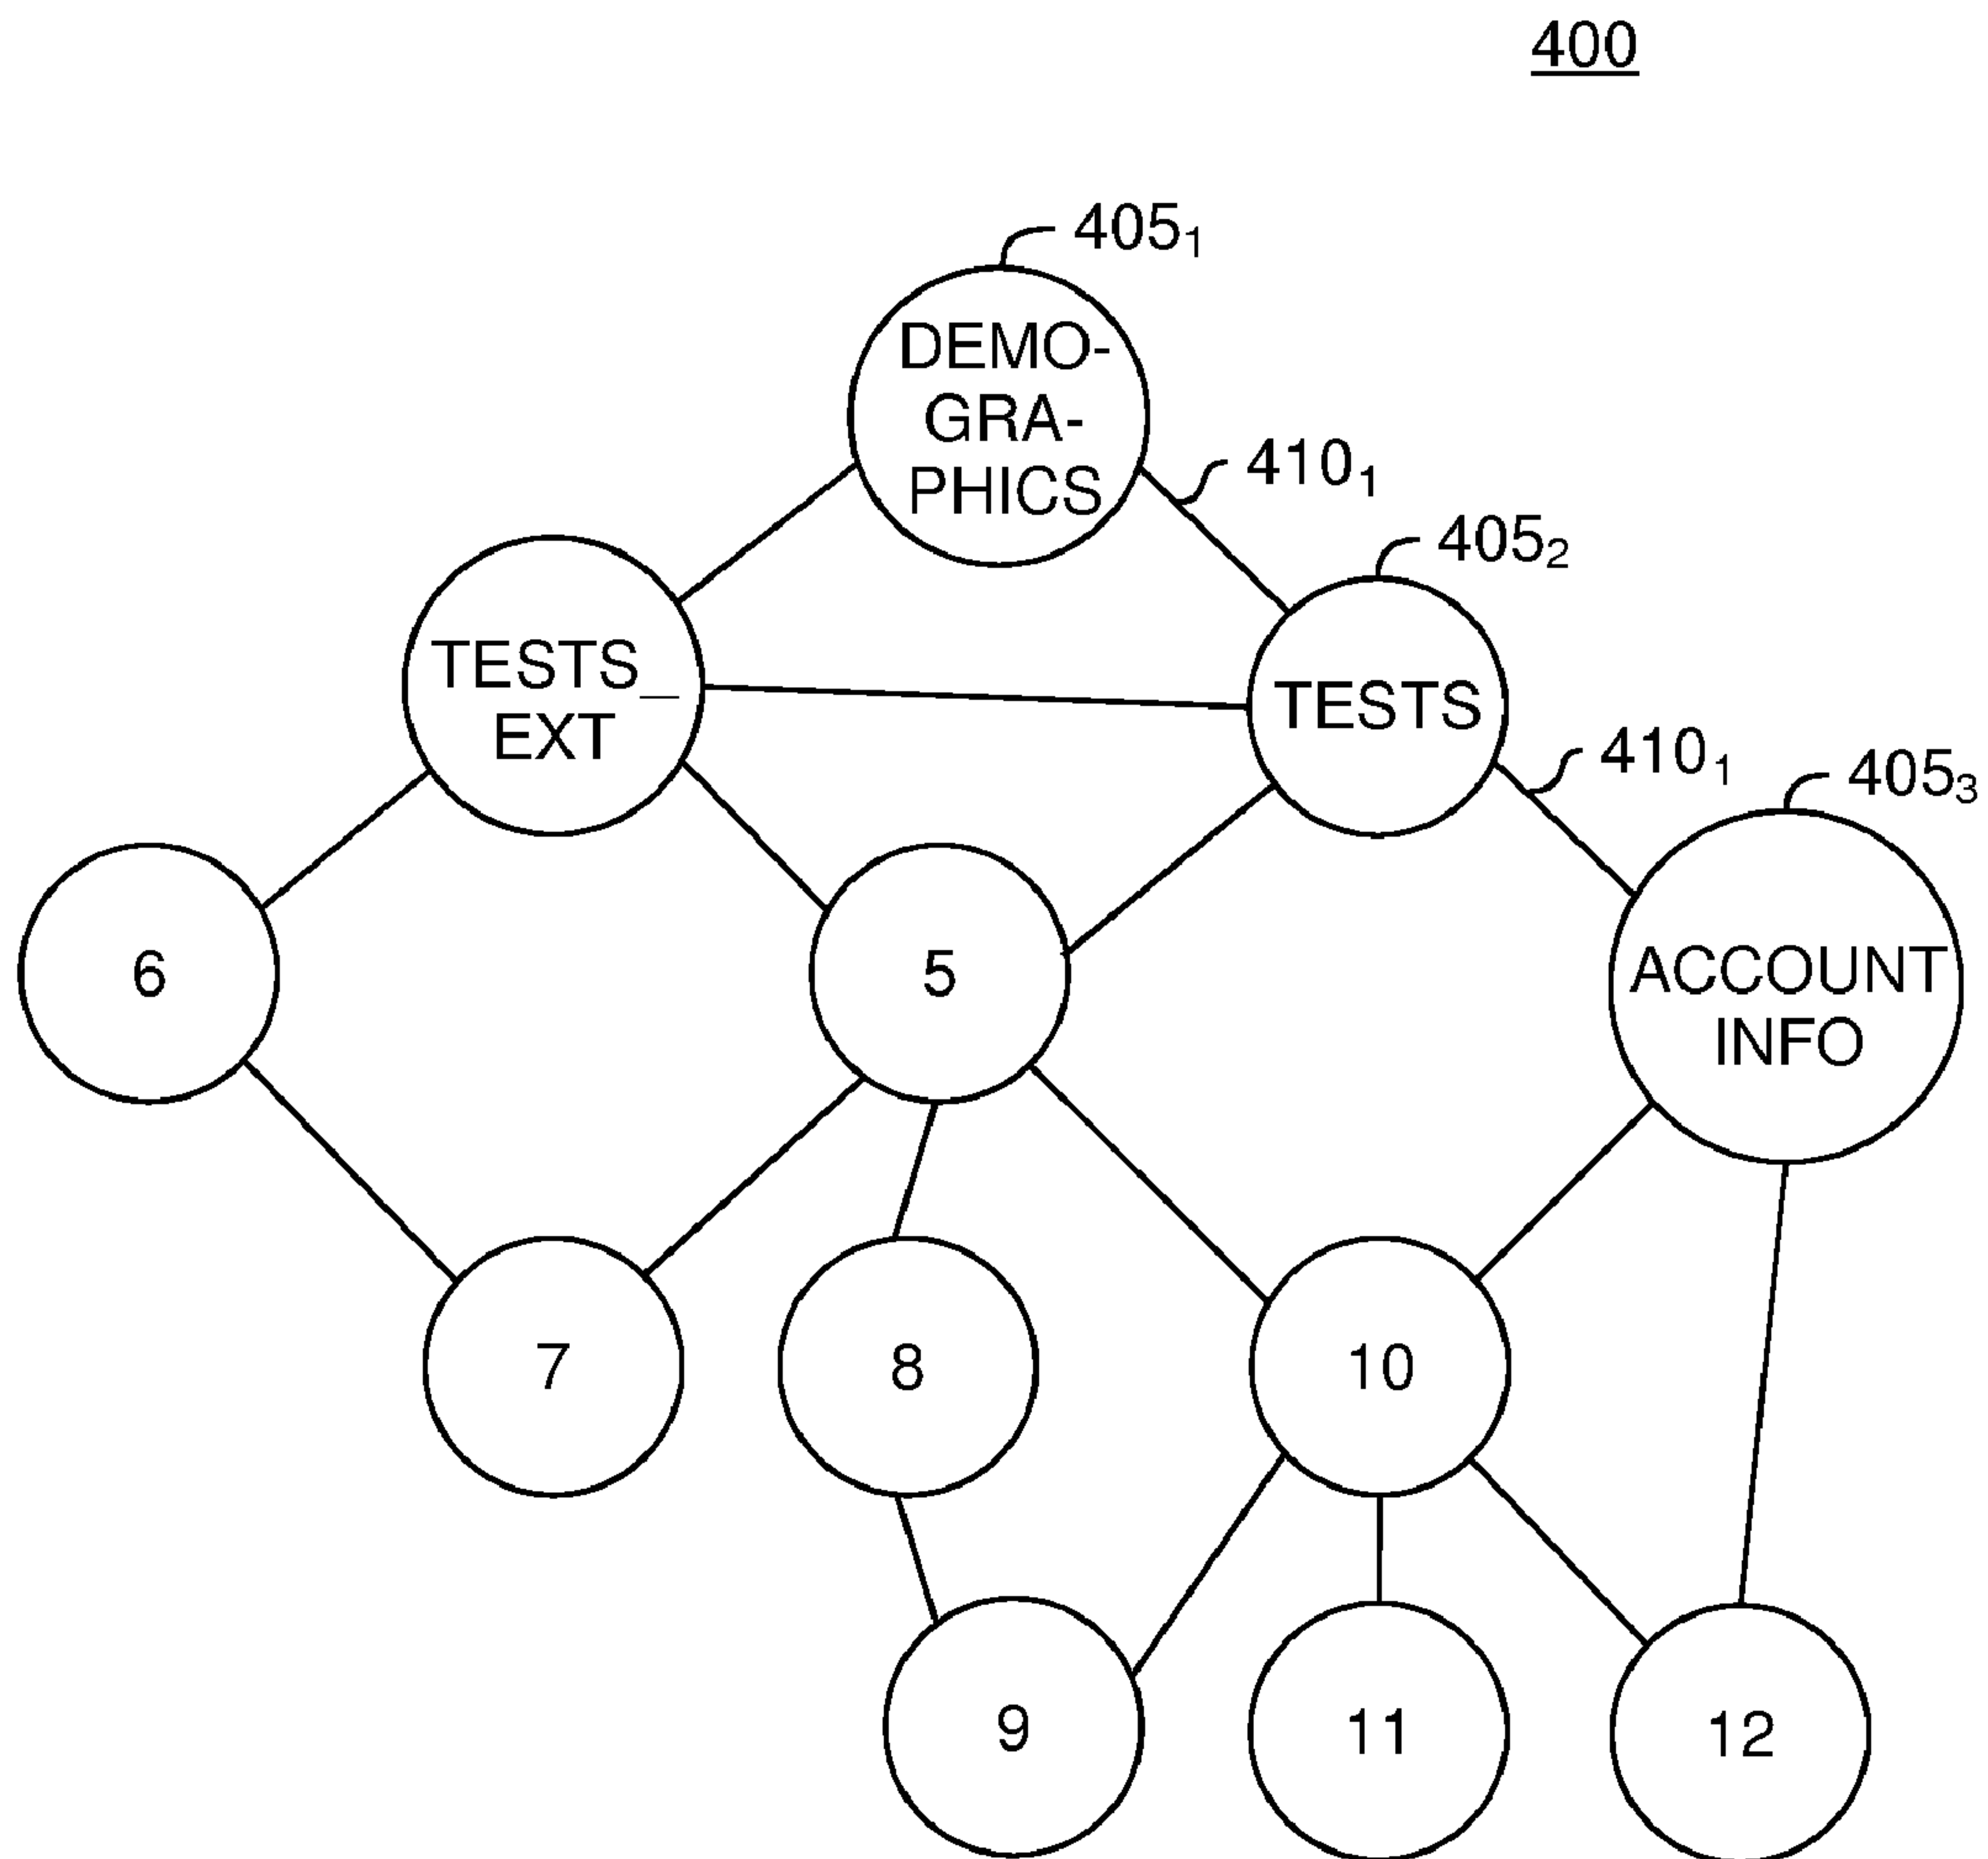 400
405₁
DEMO-
GRA-
PHICS
410₁
405₂
TESTS_
EXT
TESTS
410₁
405₃
6
5
ACCOUNT
INFO
7
8
10
9
11
12